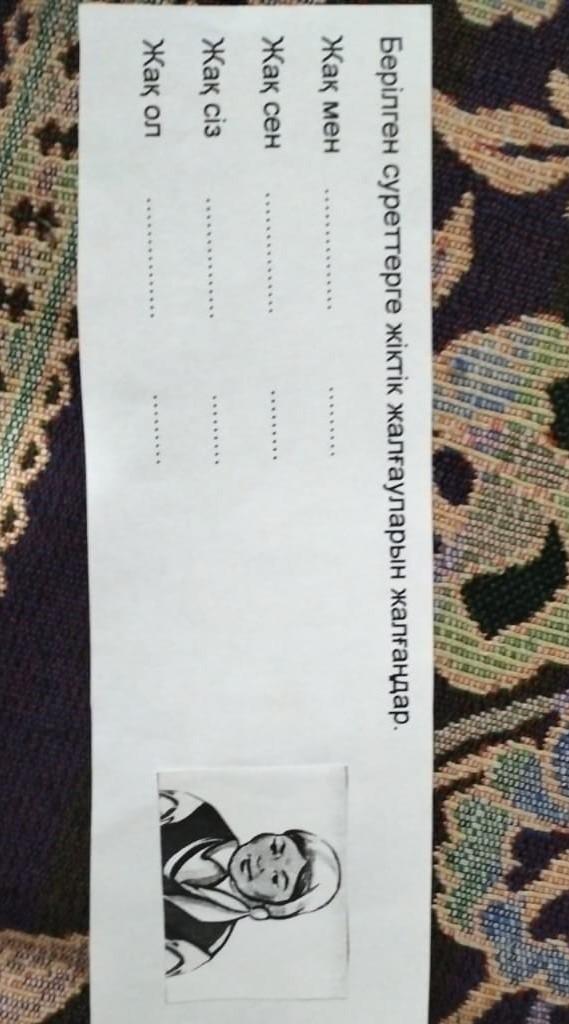 Берілген суреттерге жіктік жалғауларын жалғаңдар.
Жақ мен ............... .........
Жақ сен ............... .........
Жақ сіз ............... .........
Жақ ол ............... .........